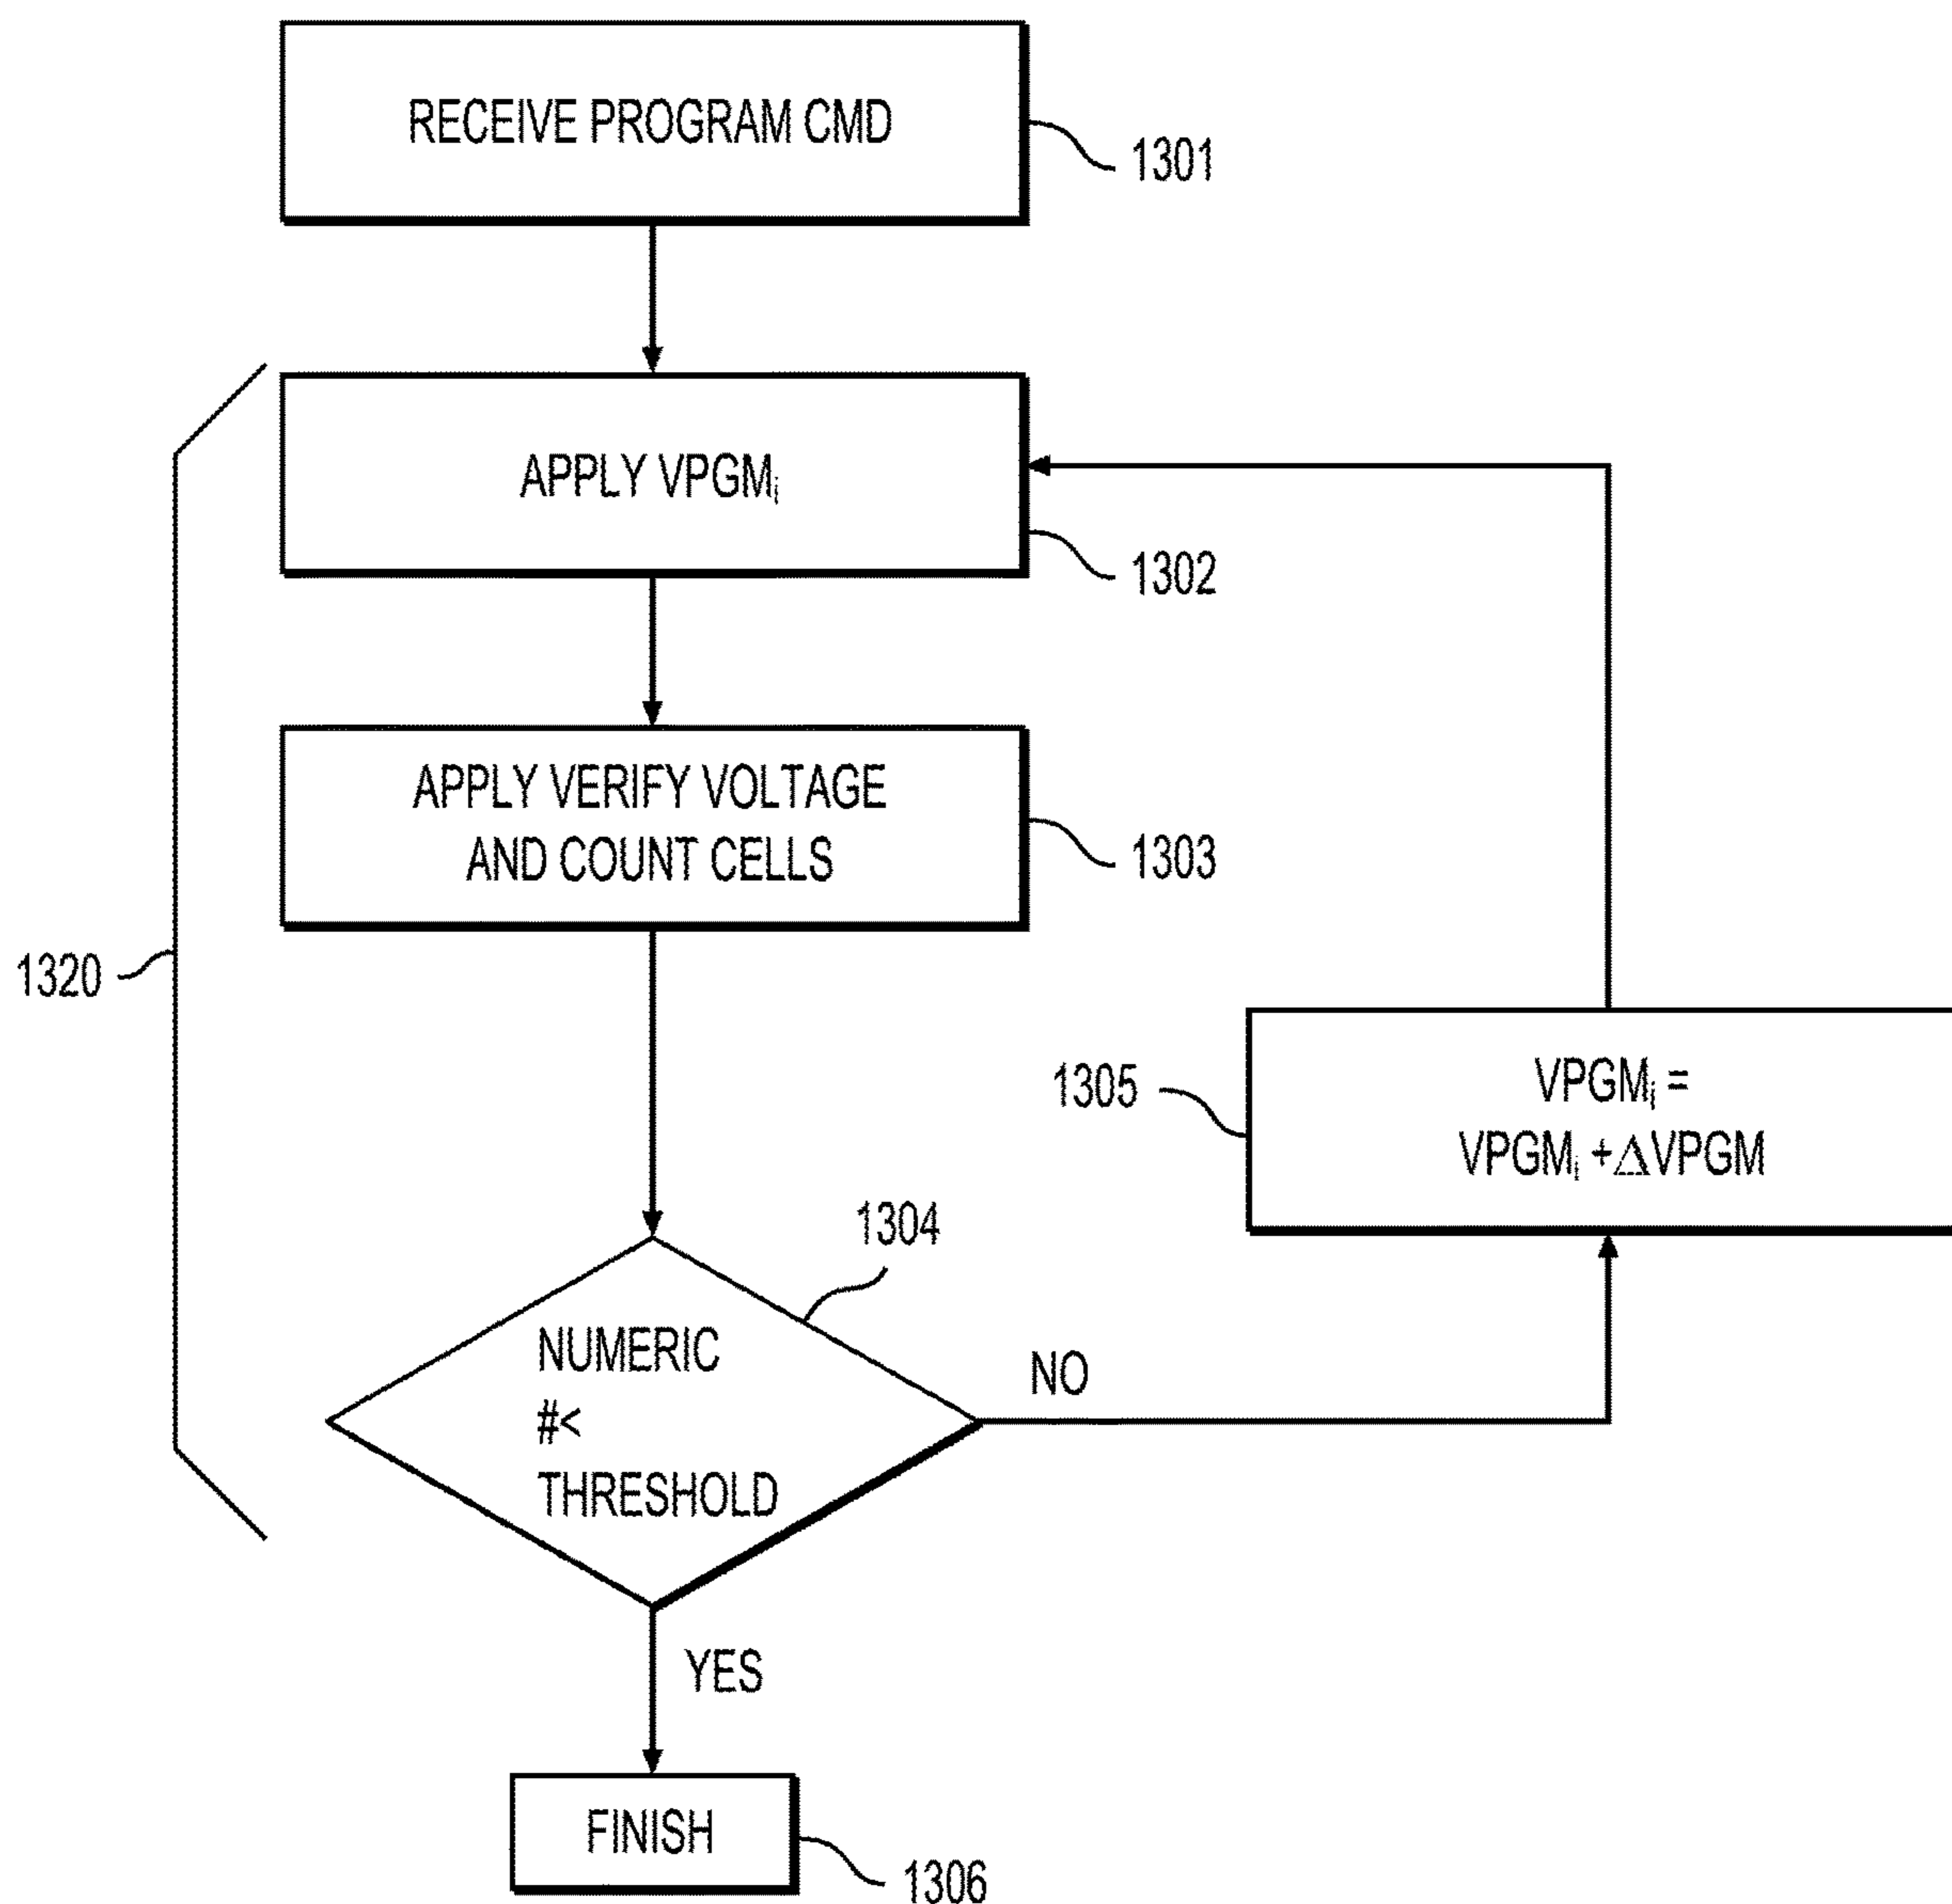 RECEIVE PROGRAM CMD
1301
APPLY VPGMi
1302
APPLY VERIFY VOLTAGE
AND COUNT CELLS
1303
1320
1305
VPGMi =
VPGMi +ΔVPGM
1304
NUMERIC
#<
THRESHOLD
NO
YES
FINISH
1306